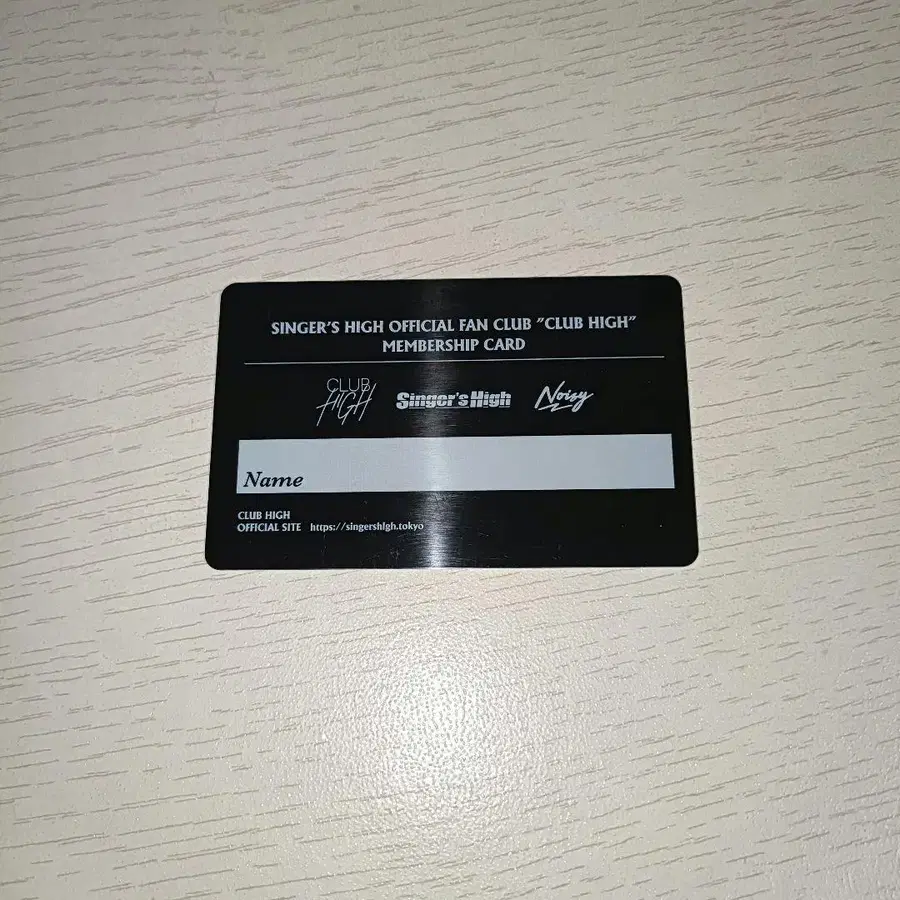 SINGER'S HIGH OFFICIAL FAN CLUB "CLUB HIGH"
MEMBERSHIP CARD
CLUB HIGH
Singer's High
Noisy
Name
CLUB HIGH
OFFICIAL SITE https://singershigh.tokyo